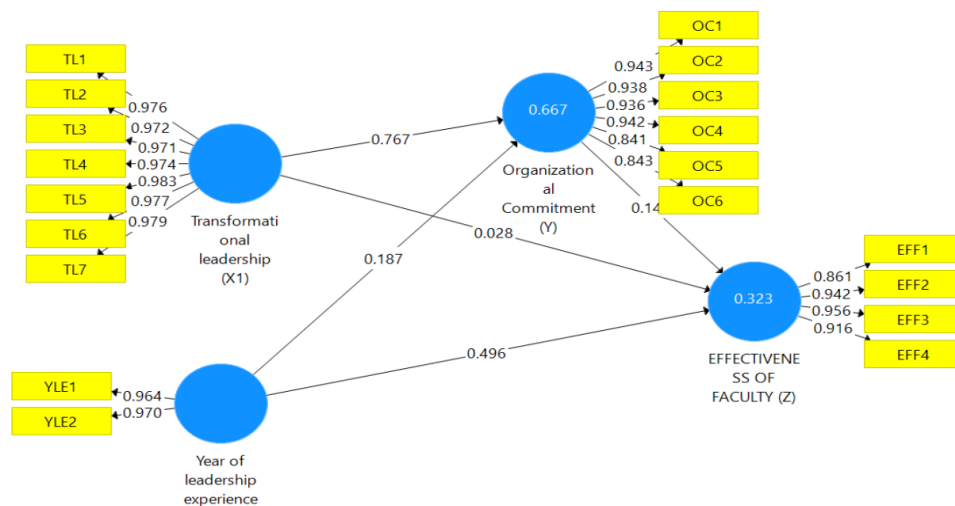 TL1
TL2
TL3
TL4
TL5
TL6
TL7
0.976
0.972
0.971
0.974
0.983
0.977
0.979
Transformati
onal
leadership
(X1)
0.767
0.187
0.028
0.496
0.667
Organization
al
Commitment
(Y)
0.943
0.938
0.936
0.942
0.841
0.843
OC1
OC2
OC3
OC4
OC5
OC6
0.323
EFFECTIVENE
SS OF
FACULTY (Z)
0.861
0.942
0.956
0.916
EFF1
EFF2
EFF3
EFF4
YLE1
YLE2
0.964
0.970
Year of
leadership
experience